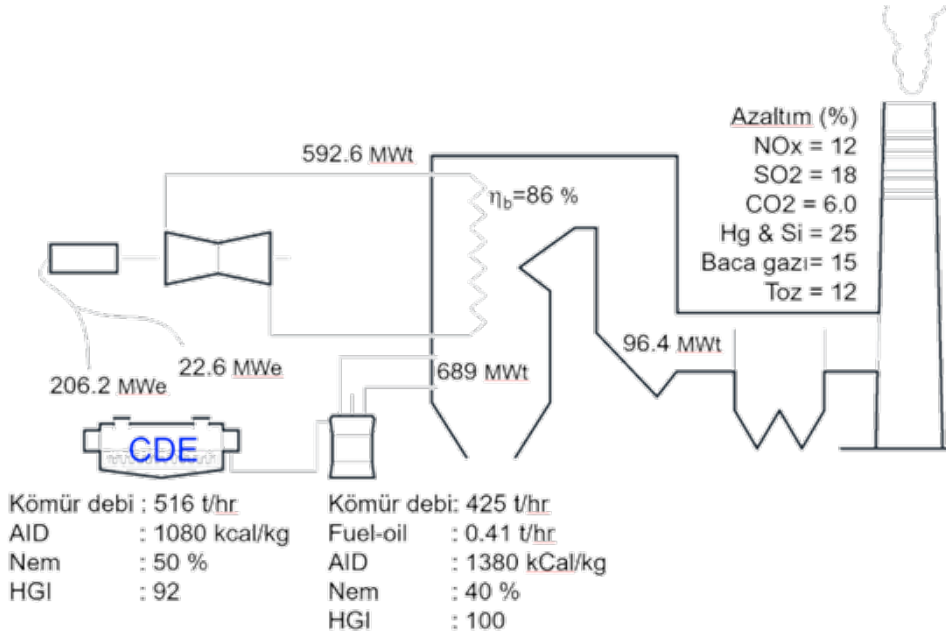 Azaltım (%)
NOx = 12
SO2 = 18
CO2 = 6.0
Hg & Si = 25
Baca gazı= 15
Toz = 12
592.6 MWt
ηb=86 %
96.4 MWt
22.6 MWe
206.2 MWe
689 MWt
CDE
Kömür debi : 516 t/hr
AID : 1080 kcal/kg
Nem : 50 %
HGI : 92
Kömür debi: 425 t/hr
Fuel-oil : 0.41 t/hr
AID : 1380 kCal/kg
Nem : 40 %
HGI : 100